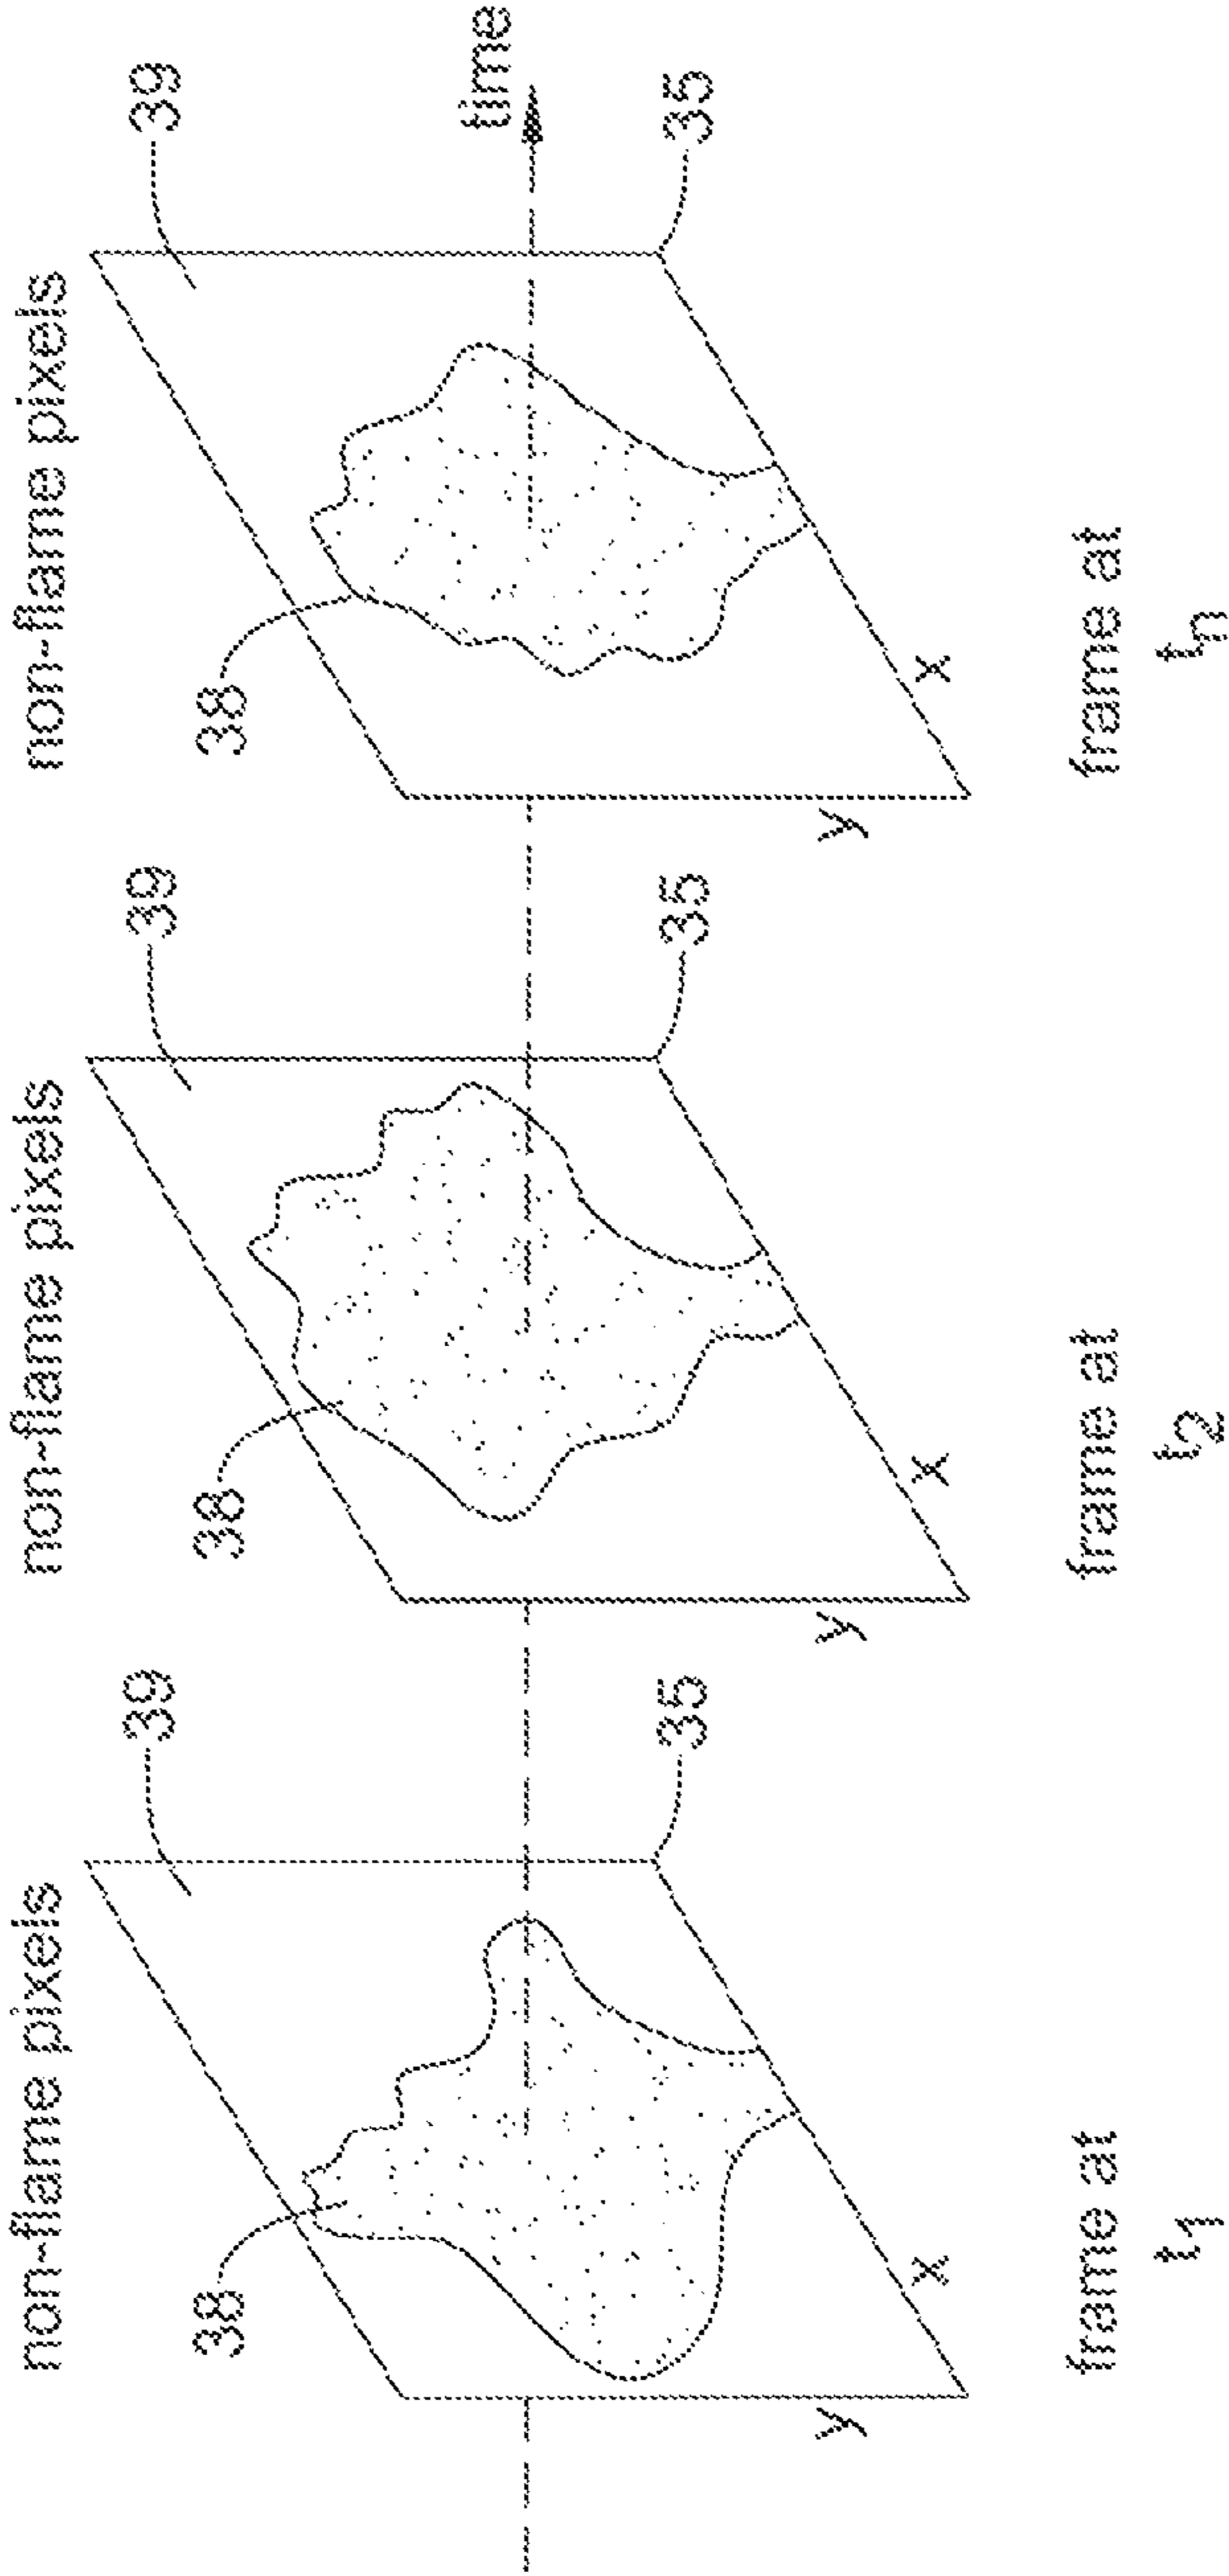 non-flame pixels
39
38
35
y
x
frame at
t1
non-flame pixels
39
38
35
y
x
frame at
t2
non-flame pixels
39
38
time
35
y
x
frame at
tn